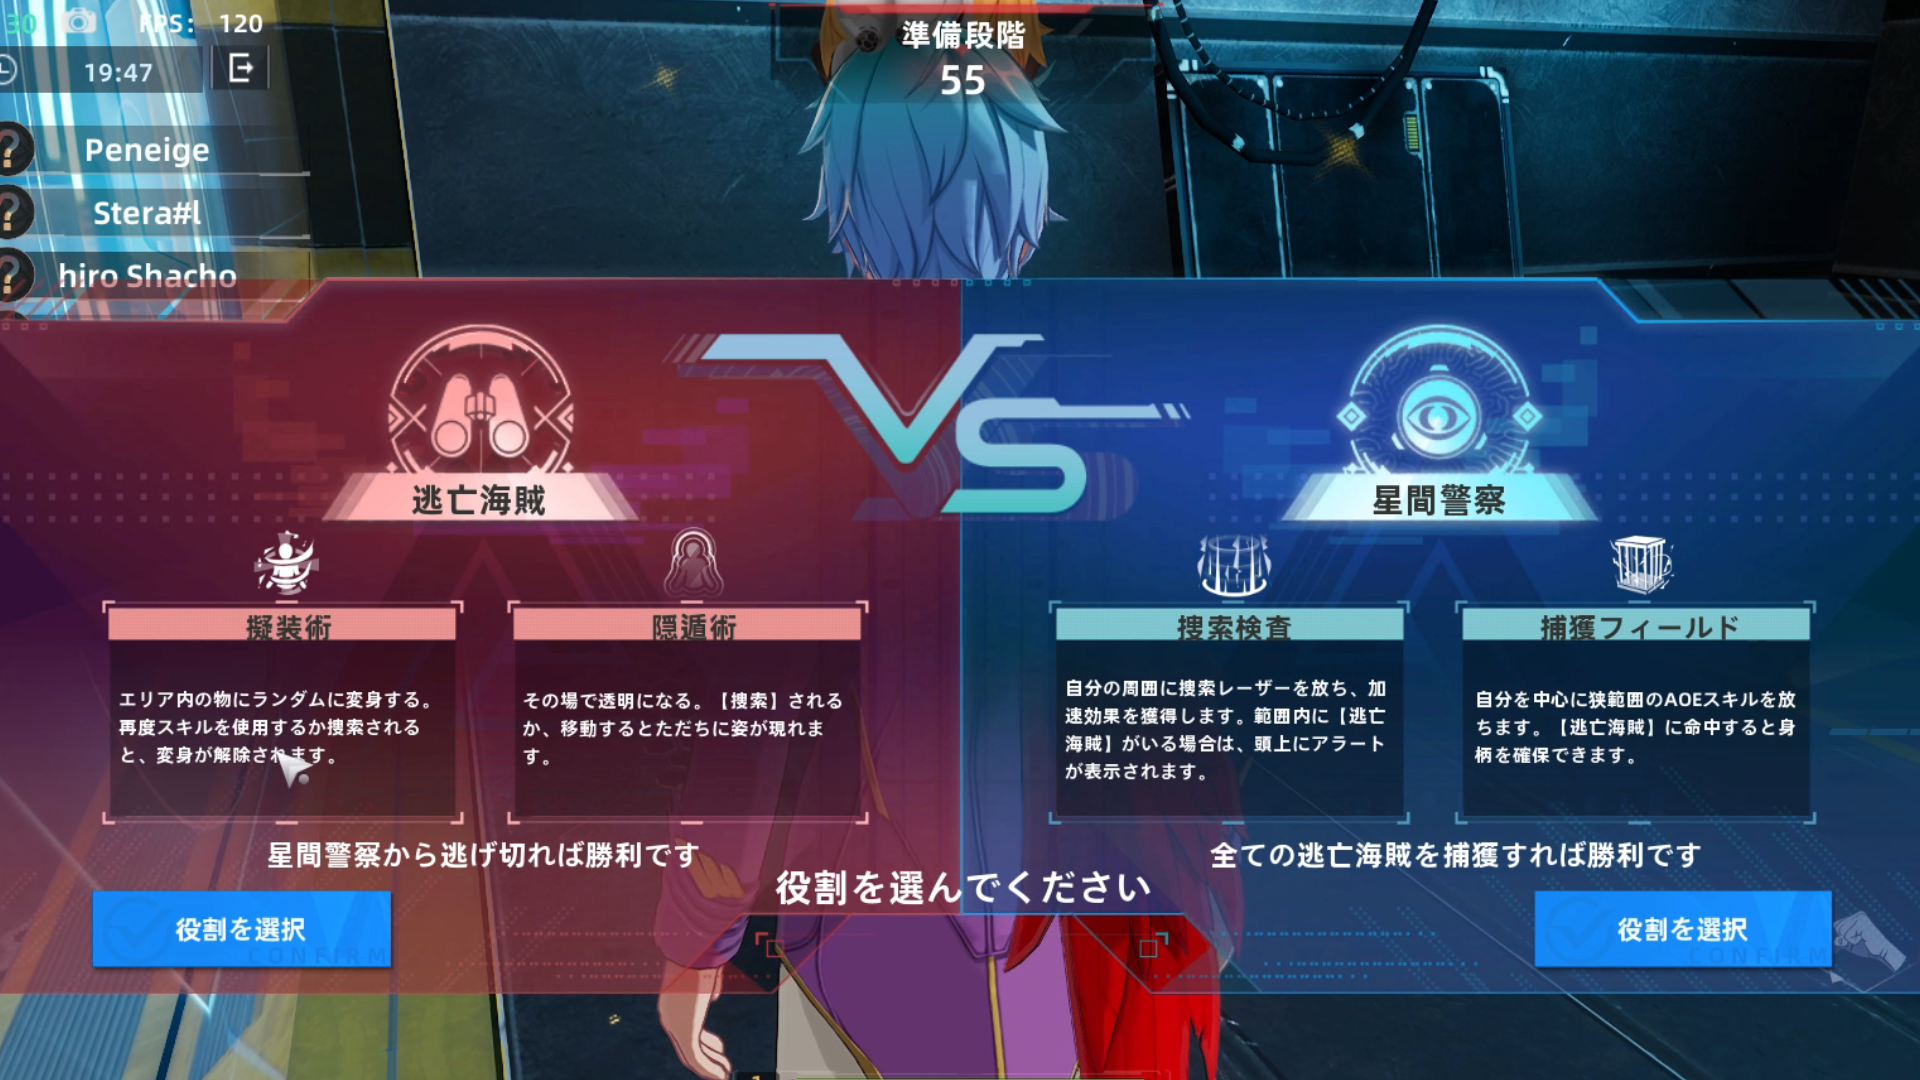 30
FPS: 120
19:47
準備段階
55
Peneige
Stera#l
hiro Shacho
VS
逃亡海賊
星間警察
擬装術
エリア内の物にランダムに変身する。
再度スキルを使用するか捜索される
と、変身が解除されます。
隠遁術
その場で透明になる。【捜索】される
か、移動するとただちに姿が現れま
す。
捜索検査
自分の周囲に捜索レーザーを放ち、加
速効果を獲得します。範囲内に【逃亡
海賊】がいる場合は、頭上にアラート
が表示されます。
捕獲フィールド
自分を中心に狭範囲のAOEスキルを放
ちます。【逃亡海賊】に命中すると身
柄を確保できます。
星間警察から逃げ切れば勝利です
全ての逃亡海賊を捕獲すれば勝利です
役割を選んでください
役割を選択
CONFIRM
役割を選択
CONFIRM